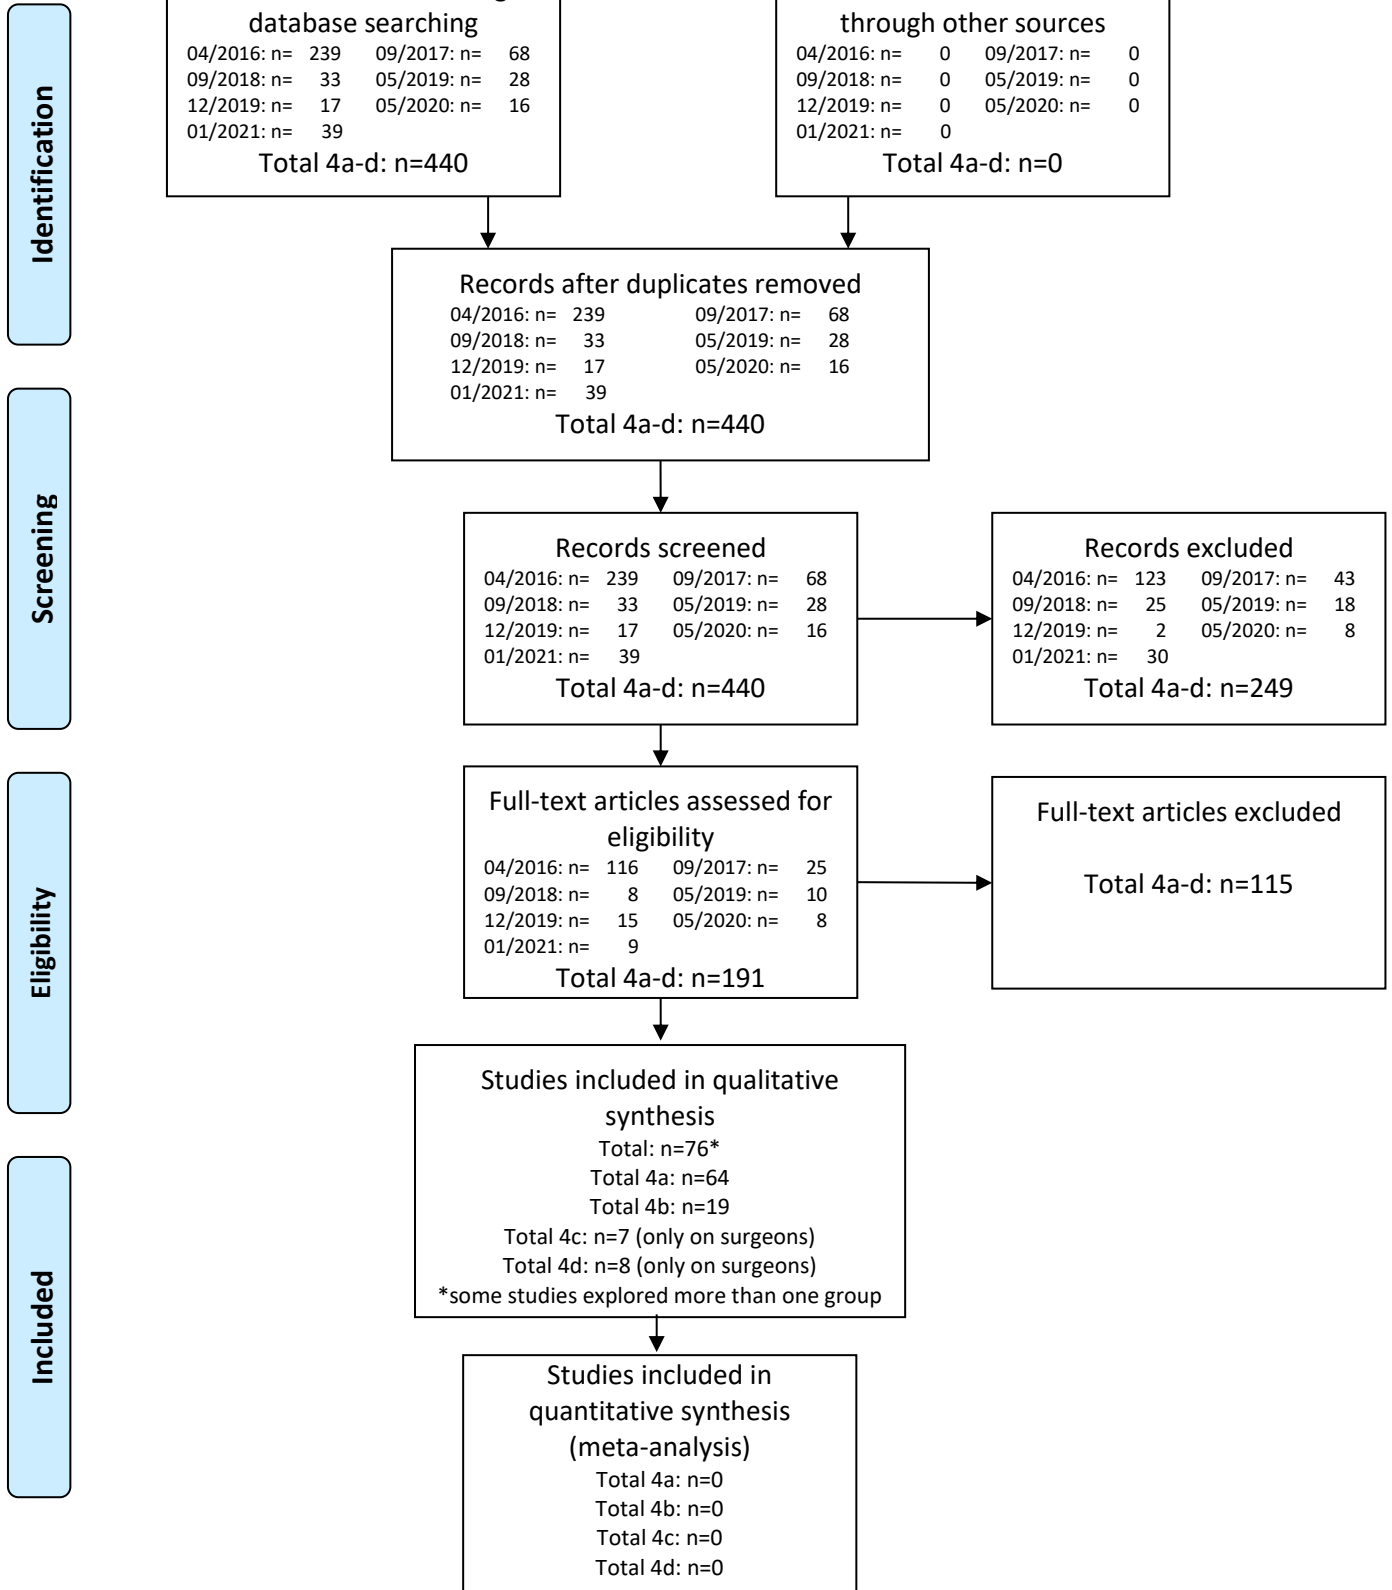 database searching
04/2016: n= 239 09/2017: n= 68
09/2018: n= 33 05/2019: n= 28
12/2019: n= 17 05/2020: n= 16
01/2021: n= 39
Total 4a-d: n=440
through other sources
04/2016: n= 0 09/2017: n= 0
09/2018: n= 0 05/2019: n= 0
12/2019: n= 0 05/2020: n= 0
01/2021: n= 0
Total 4a-d: n=0
Identification
Records after duplicates removed
04/2016: n= 239 09/2017: n= 68
09/2018: n= 33 05/2019: n= 28
12/2019: n= 17 05/2020: n= 16
01/2021: n= 39
Total 4a-d: n=440
Screening
Records screened
04/2016: n= 239 09/2017: n= 68
09/2018: n= 33 05/2019: n= 28
12/2019: n= 17 05/2020: n= 16
01/2021: n= 39
Total 4a-d: n=440
Records excluded
04/2016: n= 123 09/2017: n= 43
09/2018: n= 25 05/2019: n= 18
12/2019: n= 2 05/2020: n= 8
01/2021: n= 30
Total 4a-d: n=249
Eligibility
Full-text articles assessed for
eligibility
04/2016: n= 116 09/2017: n= 25
09/2018: n= 8 05/2019: n= 10
12/2019: n= 15 05/2020: n= 8
01/2021: n= 9
Total 4a-d: n=191
Full-text articles excluded
Total 4a-d: n=115
Studies included in qualitative
synthesis
Total: n=76*
Total 4a: n=64
Total 4b: n=19
Total 4c: n=7 (only on surgeons)
Total 4d: n=8 (only on surgeons)
*some studies explored more than one group
Included
Studies included in
quantitative synthesis
(meta-analysis)
Total 4a: n=0
Total 4b: n=0
Total 4c: n=0
Total 4d: n=0